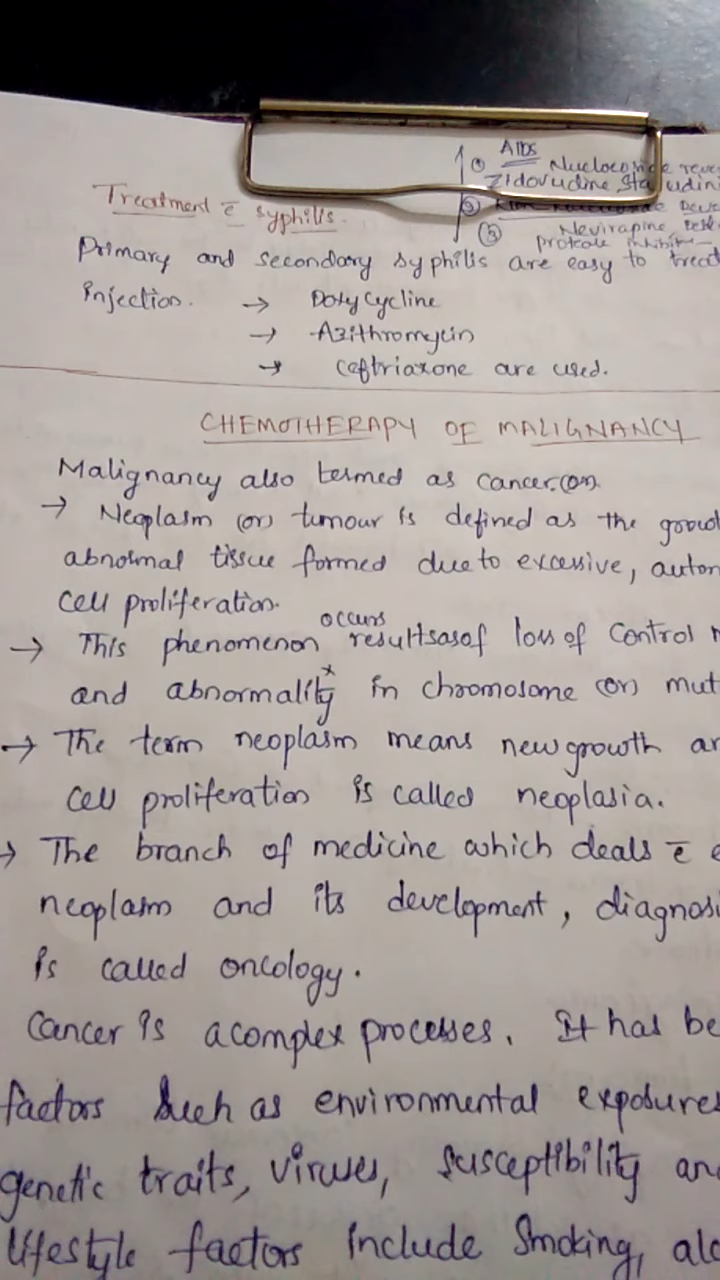 AIDS
① Nucleoside reve
Zidovudine, Sta udini
②
③ Nevirapine,
protease
Treatment c̄ syphilis.
Primary and secondary syphilis are easy to treat
Injection. → Doxycycline
→ Azithromycin
→ Ceftriaxone are used.
CHEMOTHERAPY OF MALIGNANCY
Malignancy also termed as cancer. (or)
→ Neoplasm (or) tumour is defined as the growt
abnormal tissue formed due to excessive, auton
cell proliferation.
occurs
→ This phenomenon results as of loss of control
and abnormality in chromosome (or) mut
→ The term neoplasm means new growth an
cell proliferation is called neoplasia.
→ The branch of medicine which deals c̄
neoplasm and its development, diagnosi
is called oncology.
Cancer is a complex processes. It has be
factors such as environmental exposures
genetic traits, viruses, susceptibility an
lifestyle factors include smoking, alc